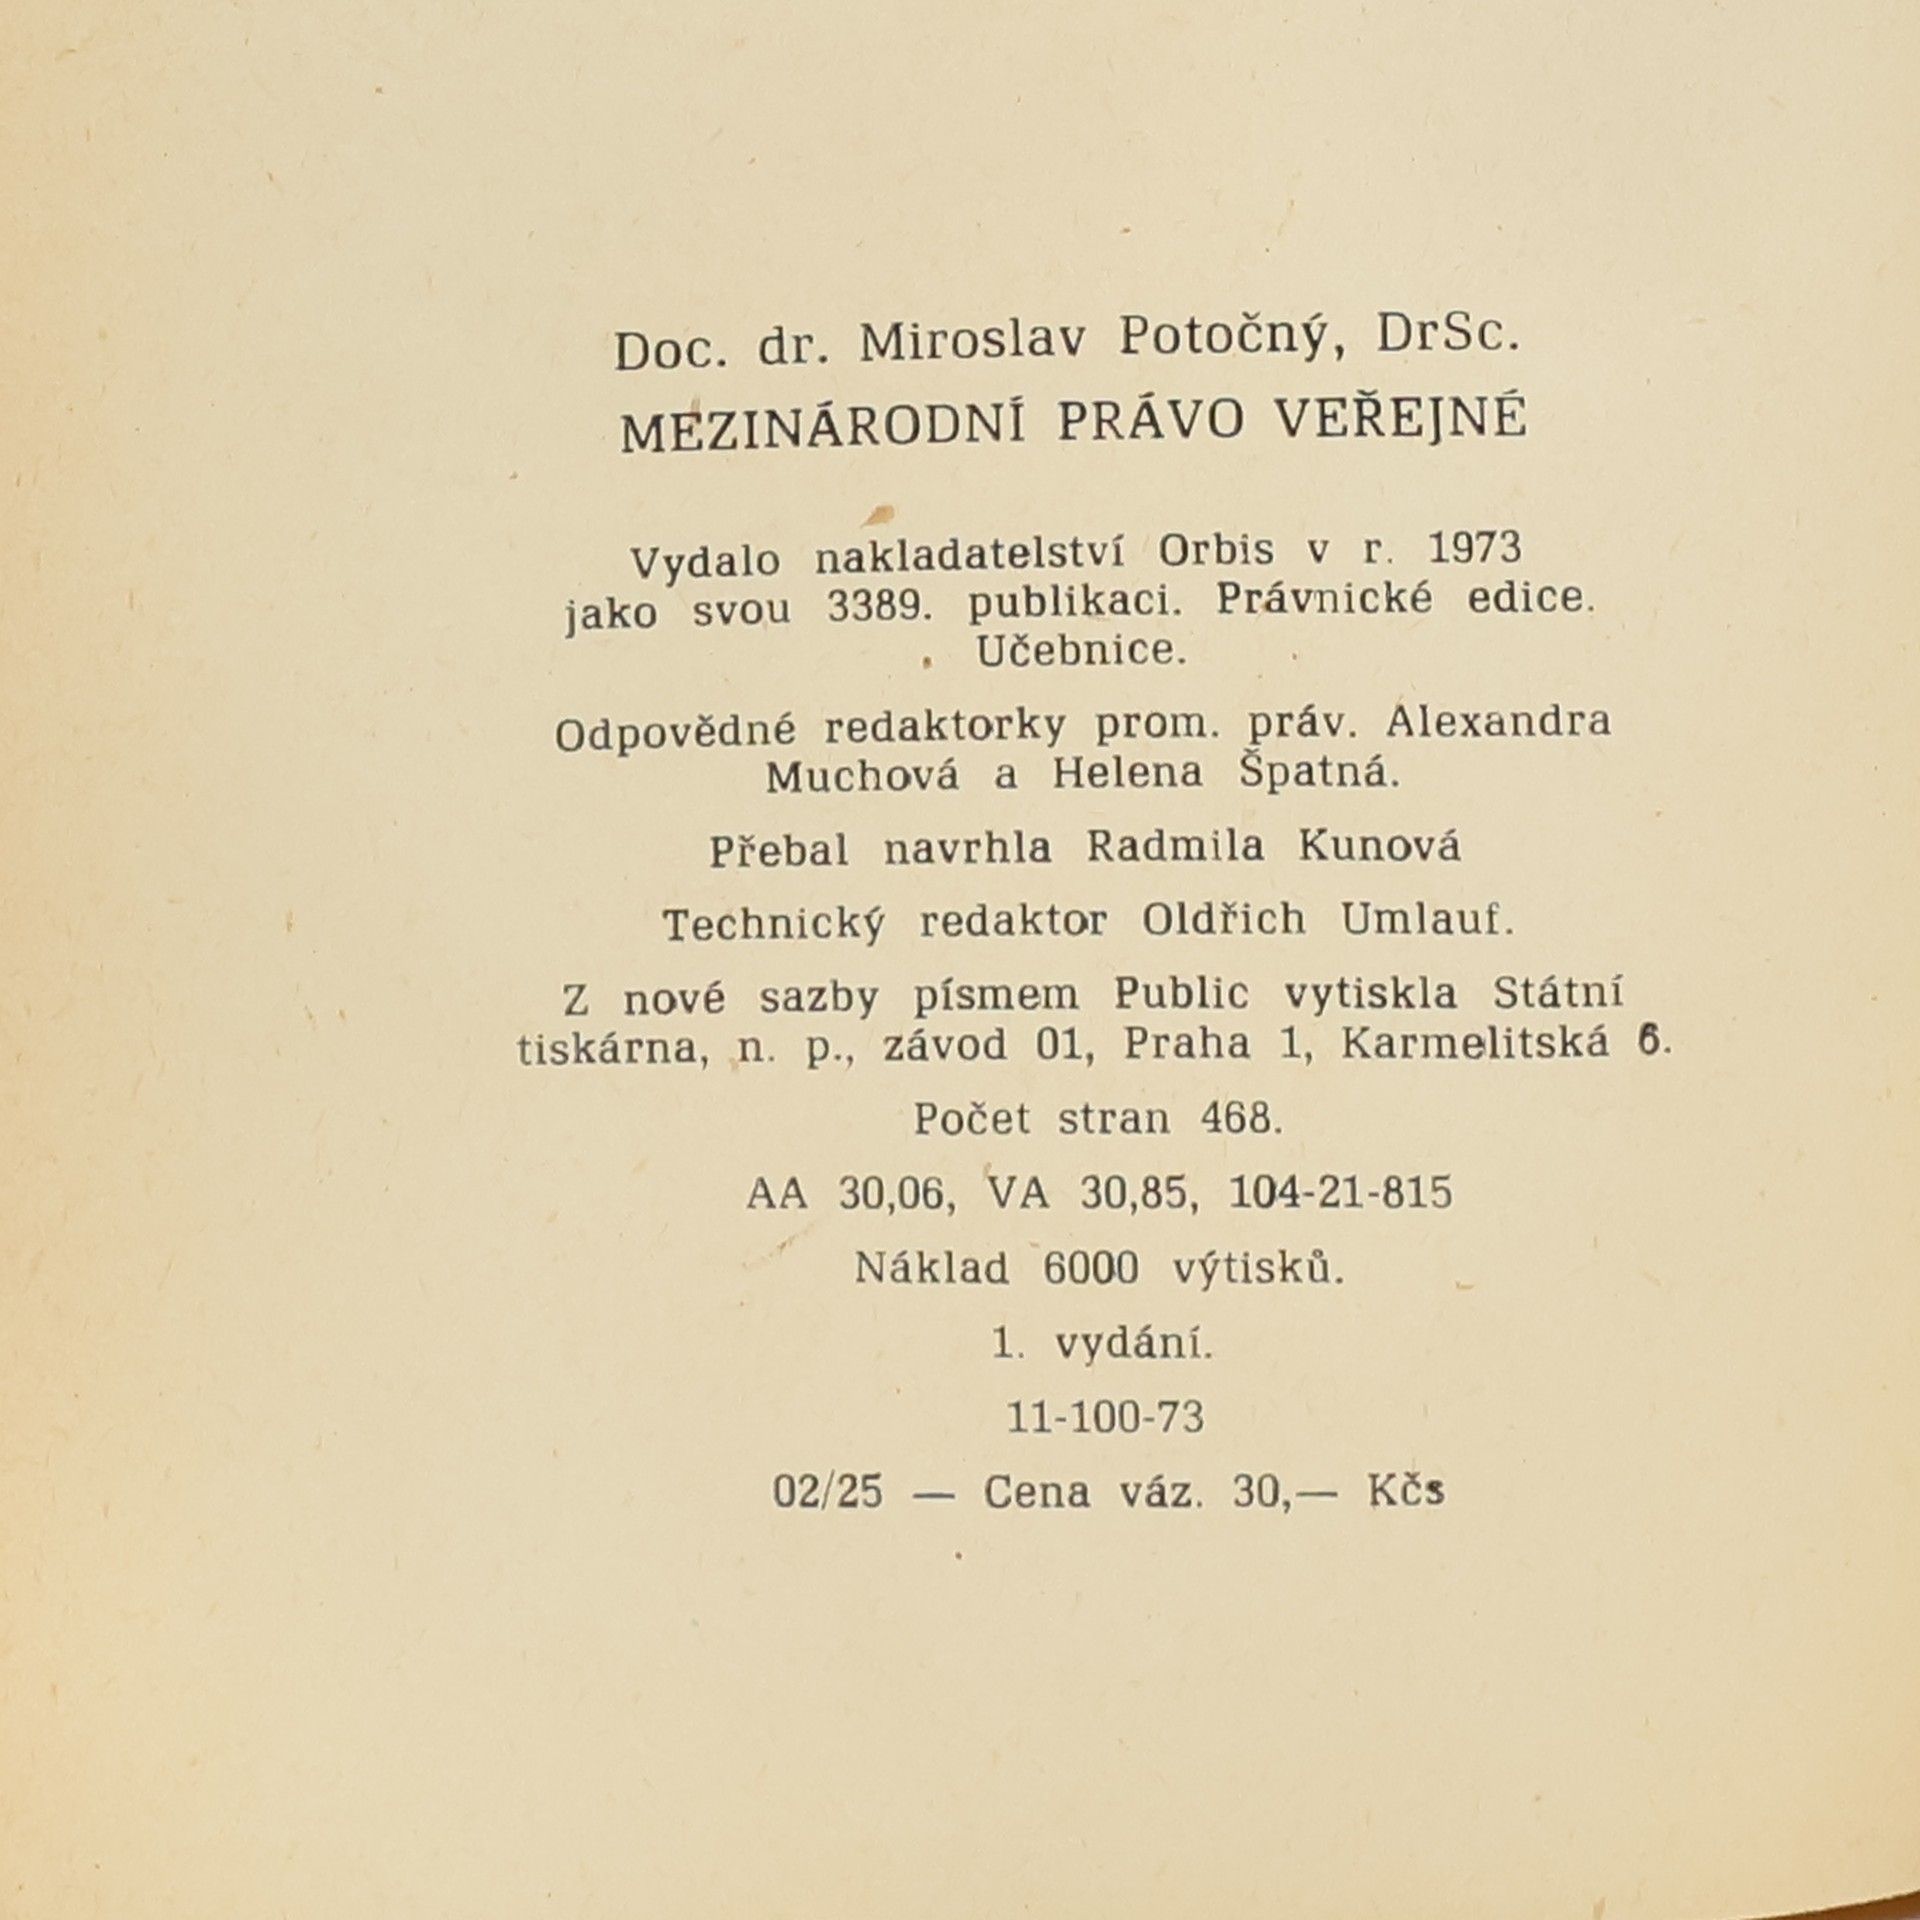 Doc. dr. Miroslav Potočný, DrSc.
MEZINÁRODNÍ PRÁVO VEŘEJNÉ
Vydalo nakladatelství Orbis v r. 1973
jako svou 3389. publikaci. Právnické edice.
Učebnice.
Odpovědné redaktorky prom. práv. Alexandra
Muchová a Helena Špatná.
Přebal navrhla Radmila Kunová
Technický redaktor Oldřich Umlauf.
Z nové sazby písmem Public vytiskla Státní
tiskárna, n. p., závod 01, Praha 1, Karmelitská 6.
Počet stran 468.
AA 30,06, VA 30,85, 104-21-815
Náklad 6000 výtisků.
1. vydání.
11-100-73
02/25 — Cena váz. 30,— Kčs